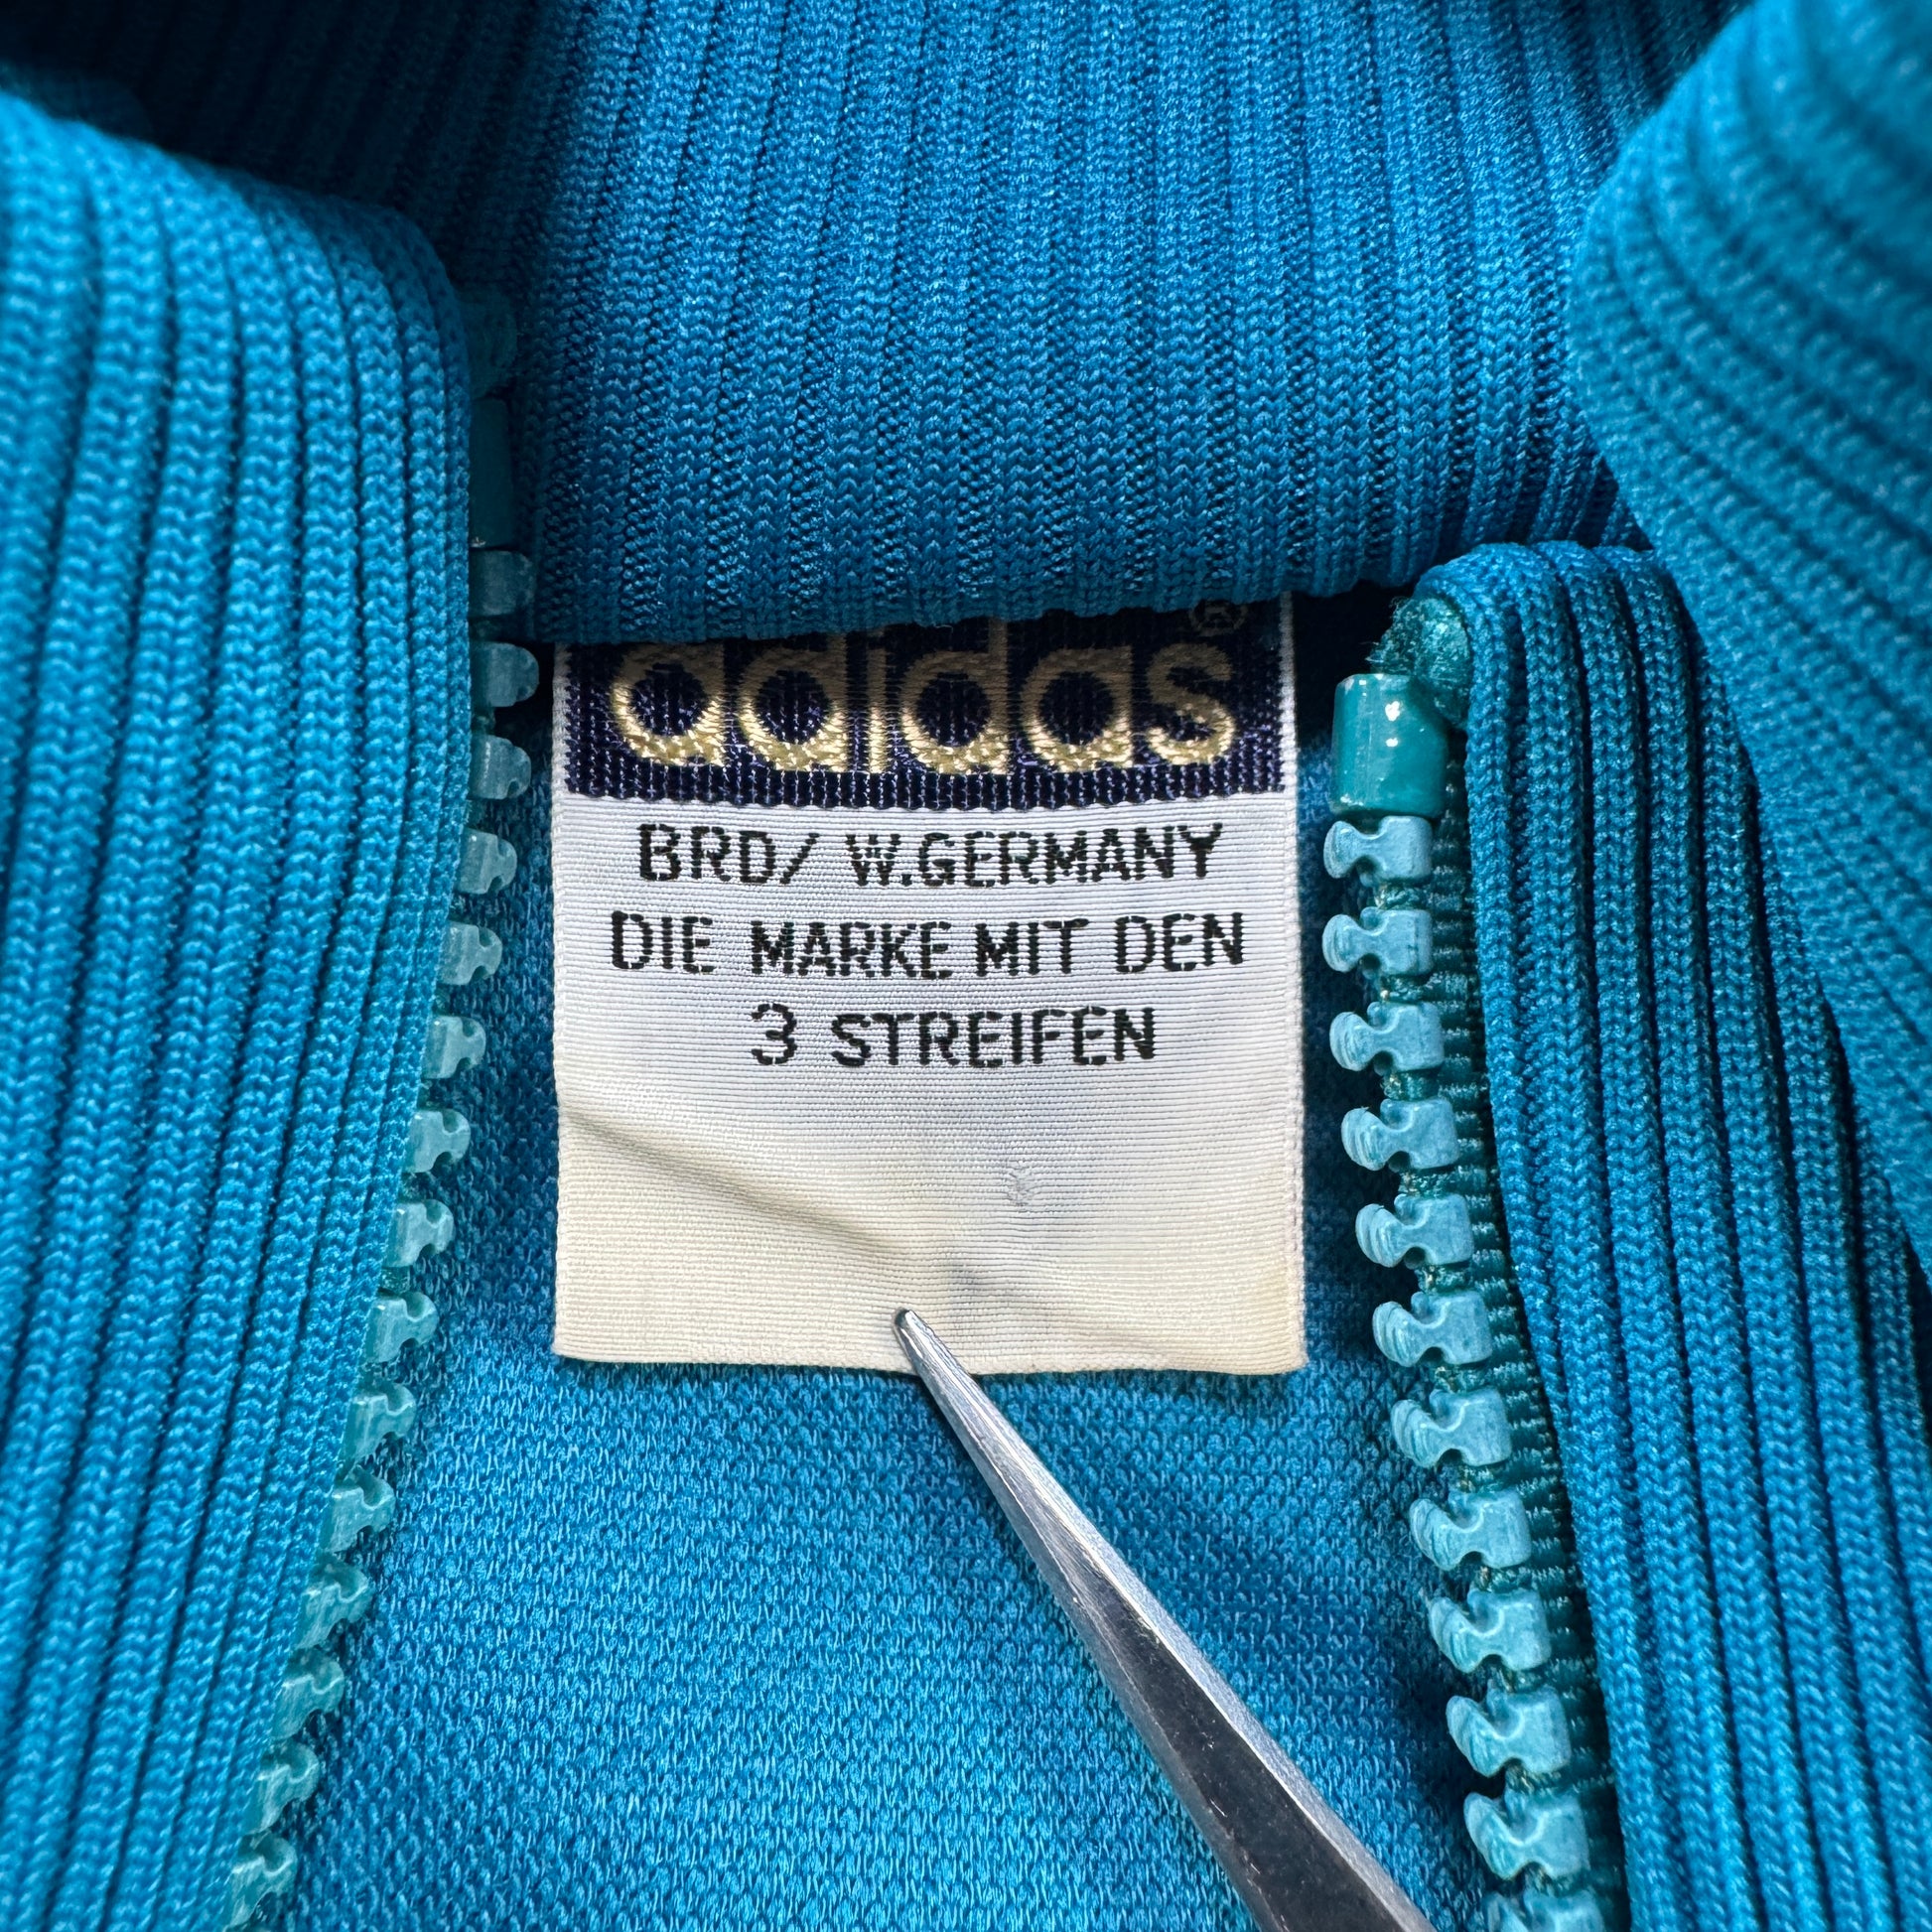 adidas®
BRD/ W.GERMANY
DIE MARKE MIT DEN
3 STREIFEN